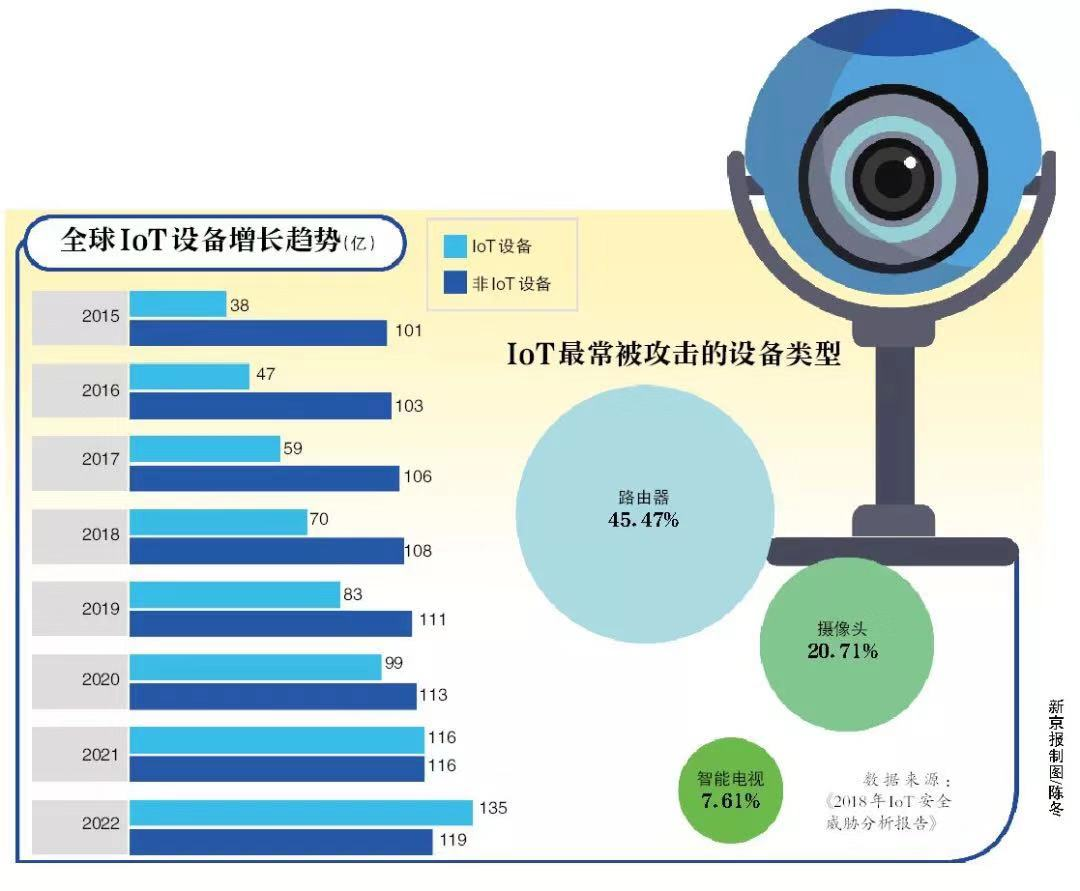 全球IoT设备增长趋势(亿)
IoT设备
非IoT设备
2015
38
101
2016
47
103
2017
59
106
2018
70
108
2019
83
111
2020
99
113
2021
116
116
2022
135
119
IoT最常被攻击的设备类型
路由器
45.47%
摄像头
20.71%
智能电视
7.61%
数据来源：
《2018年IoT安全
威胁分析报告》
新京报制图/陈冬